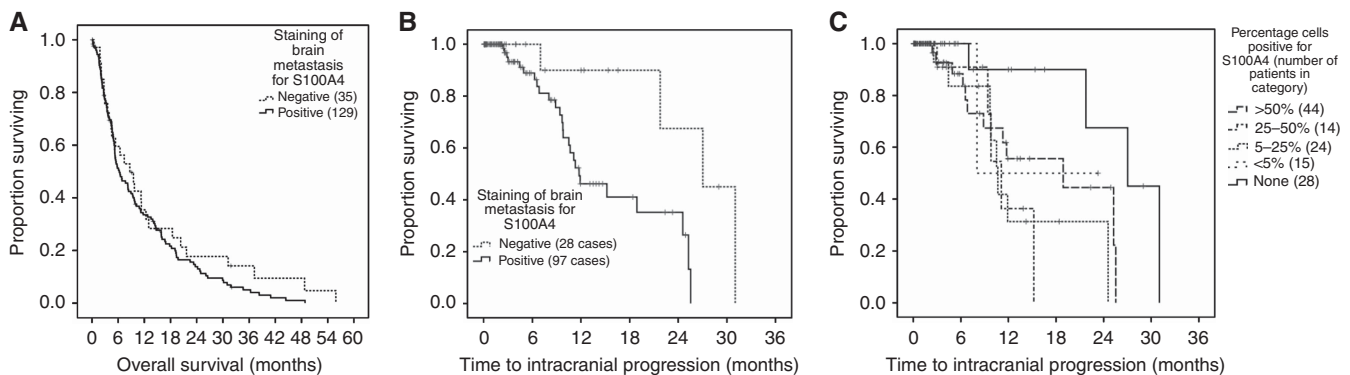 A
Staining of
brain
metastasis
for S100A4
Negative (35)
Positive (129)
Proportion surviving
1.0
0.8
0.6
0.4
0.2
0.0
0 6 12 18 24 30 36 42 48 54 60
Overall survival (months)
B
Proportion surviving
1.0
0.8
0.6
0.4
0.2
0.0
Staining of brain
metastasis for
S100A4
Negative (28 cases)
Positive (97 cases)
0 6 12 18 24 30 36
Time to intracranial progression (months)
C
Proportion surviving
1.0
0.8
0.6
0.4
0.2
0.0
0 6 12 18 24 30 36
Time to intracranial progression (months)
Percentage cells
positive for
S100A4 (number of
patients in
category)
>50% (44)
25–50% (14)
5–25% (24)
<5% (15)
None (28)